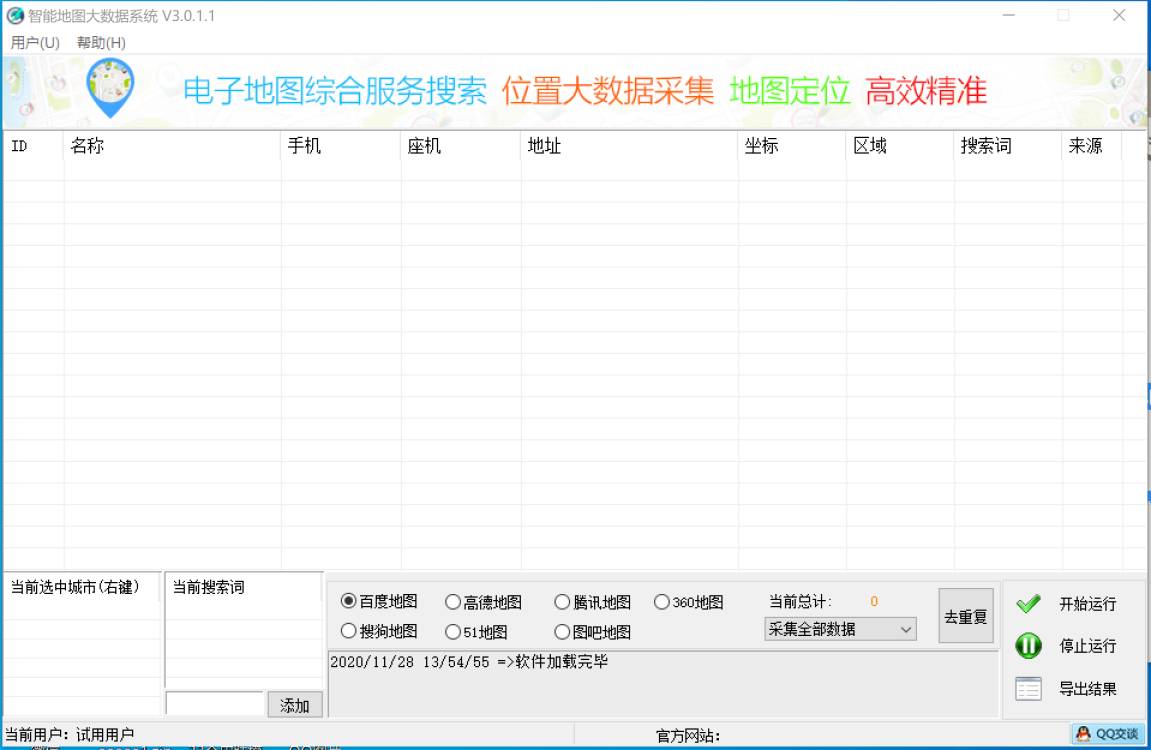 智能地图大数据系统 V3.0.1.1
用户(U) 帮助(H)
电子地图综合服务搜索 位置大数据采集 地图定位 高效精准
ID 名称 手机 座机 地址 坐标 区域 搜索词 来源
当前选中城市(右键) 当前搜索词
百度地图 高德地图 腾讯地图 360地图
搜狗地图 51地图 图吧地图
当前总计: 0
采集全部数据
去重复
开始运行
停止运行
导出结果
2020/11/28 13/54/55 =>软件加载完毕
添加
当前用户: 试用用户 官方网站: QQ交谈